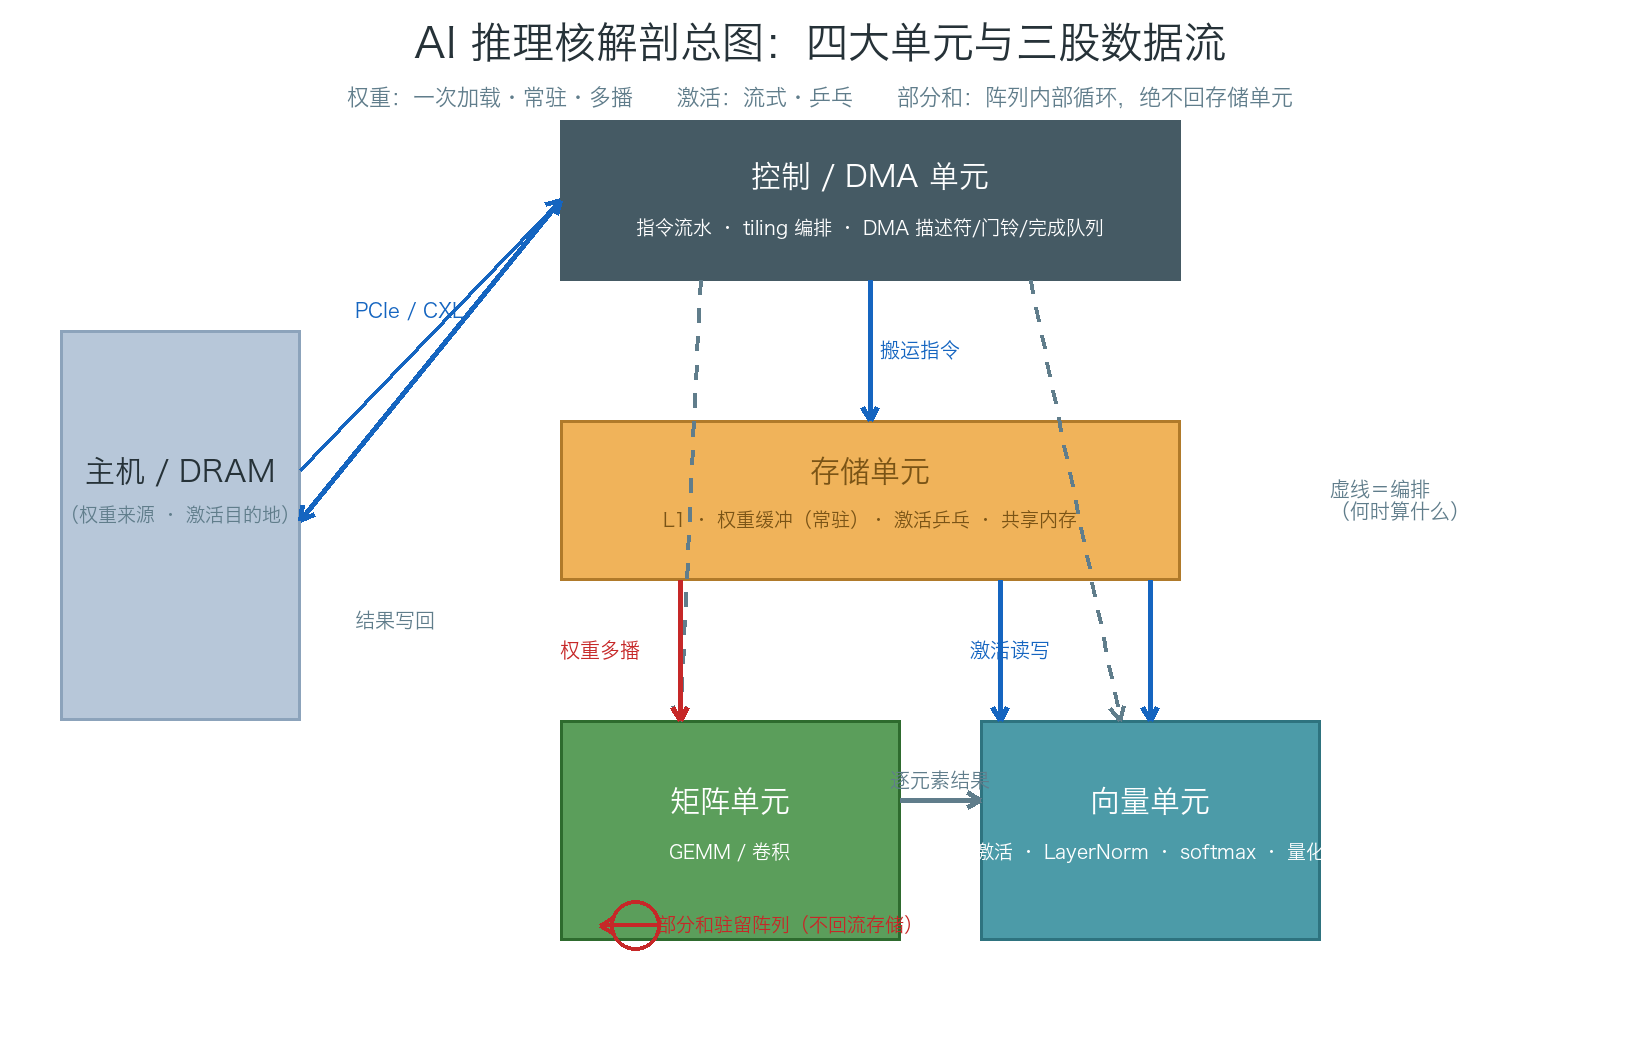 AI 推理核解剖总图：四大单元与三股数据流
权重：一次加载·常驻·多播　　激活：流式·乒乓　　部分和：阵列内部循环，绝不回存储单元
控制 / DMA 单元
指令流水 · tiling 编排 · DMA 描述符/门铃/完成队列
PCIe / CXL
搬运指令
主机 / DRAM
（权重来源 · 激活目的地）
存储单元
L1 · 权重缓冲（常驻） · 激活乒乓 · 共享内存
虚线＝编排
（何时算什么）
结果写回
权重多播
激活读写
逐元素结果
矩阵单元
GEMM / 卷积
向量单元
激活 · LayerNorm · softmax · 量化
部分和驻留阵列（不回流存储）